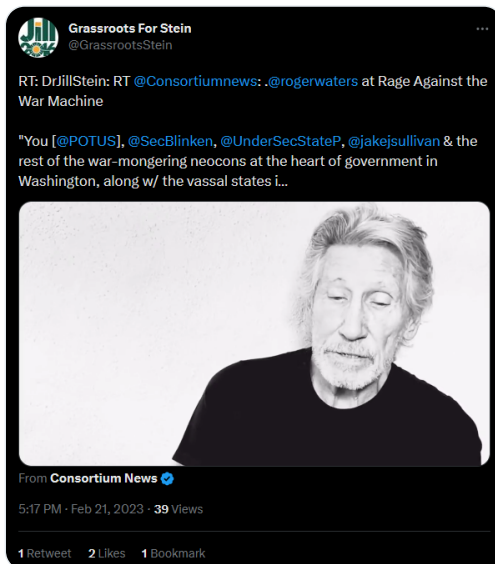 Jill
Grassroots For Stein
@GrassrootsStein
RT: DrJillStein: RT @Consortiumnews: .@rogerwaters at Rage Against the
War Machine
"You [@POTUS], @SecBlinken, @UnderSecStateP, @jakejsullivan & the
rest of the war-mongering neocons at the heart of government in
Washington, along w/ the vassal states i...
From Consortium News
5:17 PM · Feb 21, 2023 · 39 Views
1 Retweet 2 Likes 1 Bookmark